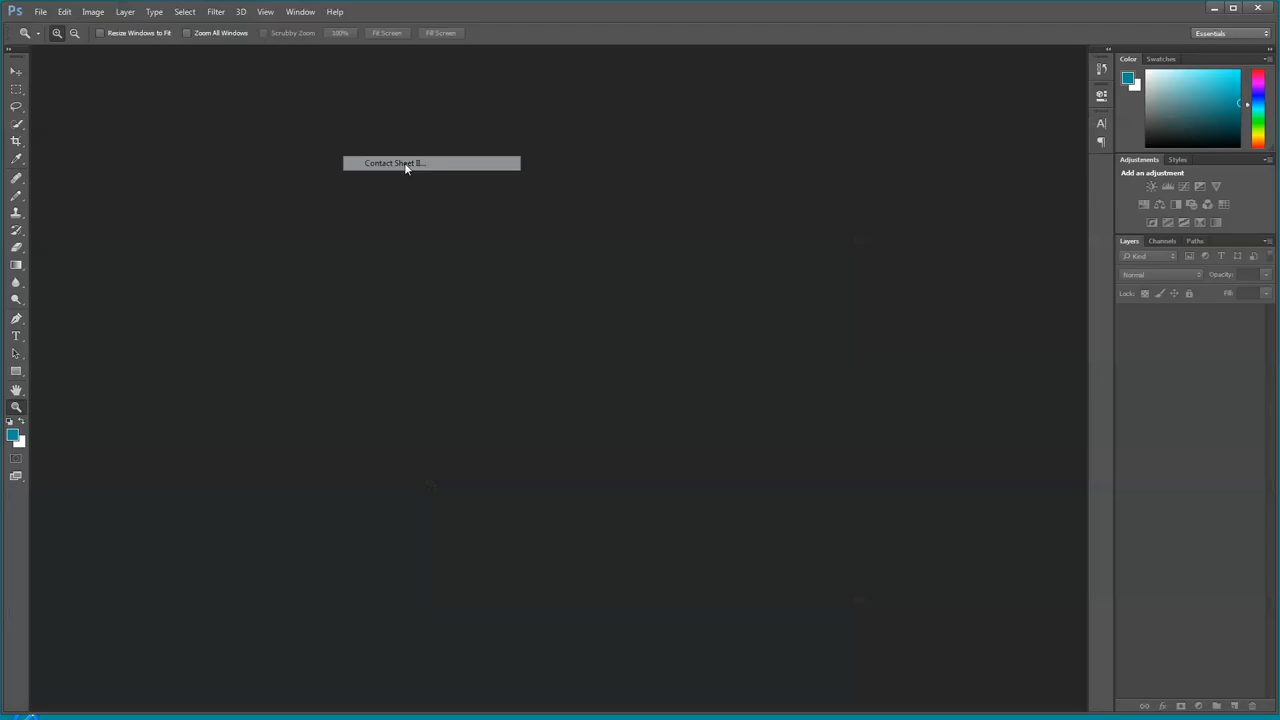 Ps File Edit Image Layer Type Select Filter 3D View Window Help
Resize Windows to Fit Zoom All Windows Scrubby Zoom 100% Fit Screen Fill Screen Essentials
Color Swatches
Contact Sheet II...
A
Adjustments Styles
Add an adjustment
Layers Channels Paths
Kind
Normal Opacity:
Lock: Fill:
T